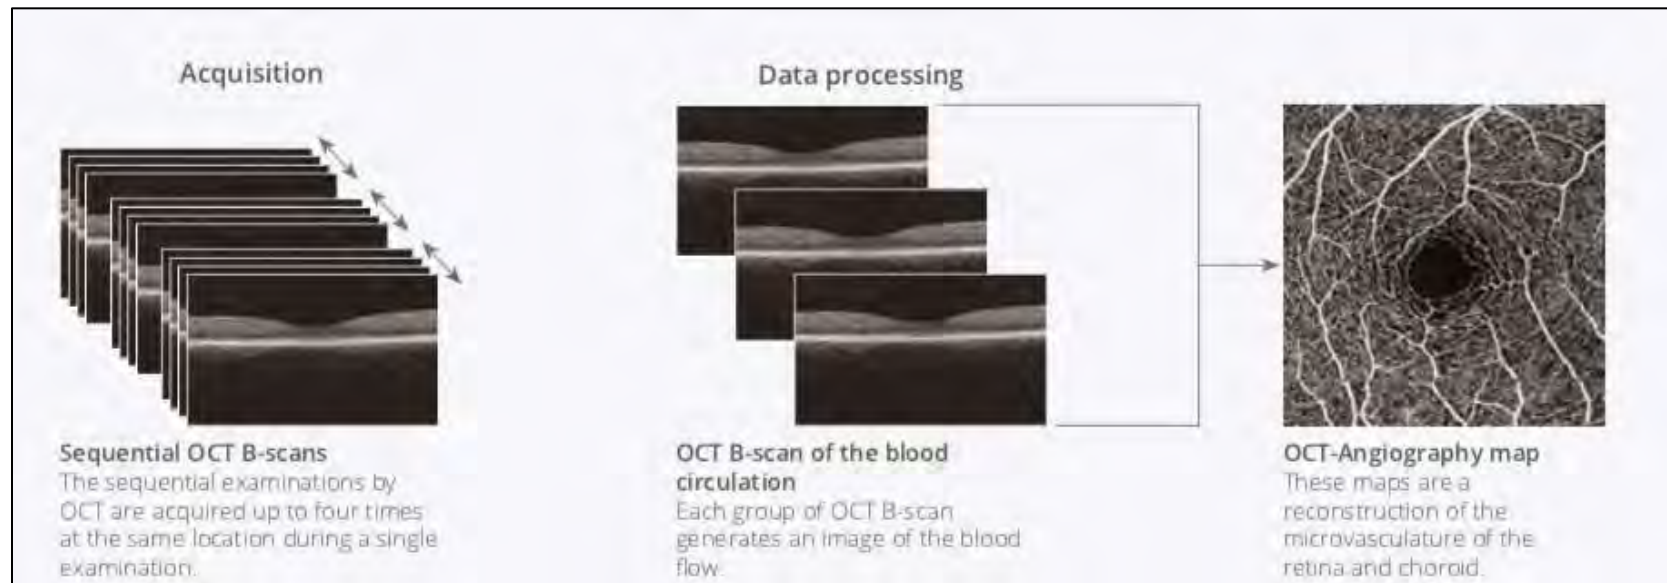 Acquisition
Data processing
Sequential OCT B-scans
The sequential examinations by
OCT are acquired up to four times
at the same location during a single
examination.
OCT B-scan of the blood
circulation
Each group of OCT B-scan
generates an image of the blood
flow.
OCT-Angiography map
These maps are a
reconstruction of the
microvasculature of the
retina and choroid.